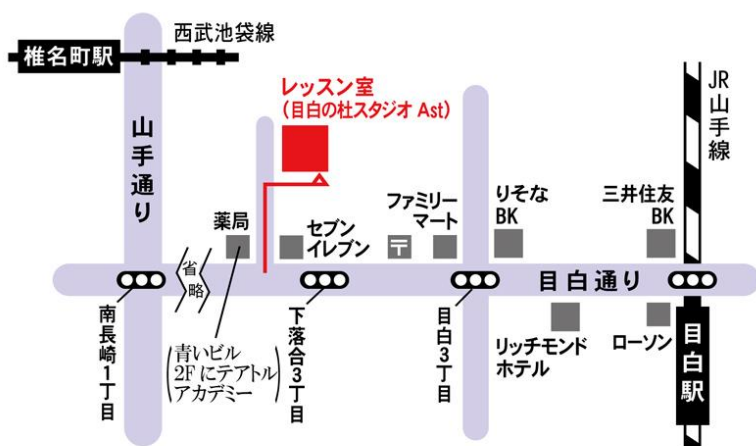 西武池袋線
椎名町駅
山手通り
レッスン室
(目白の杜スタジオ Ast)
JR山手線
薬局
セブン
イレブン
〒
ファミリー
マート
りそな
BK
三井住友
BK
省略
目白通り
南長崎1丁目
(青いビル
2Fにテアトル
アカデミー)
下落合3丁目
目白3丁目
リッチモンド
ホテル
ローソン
目白駅